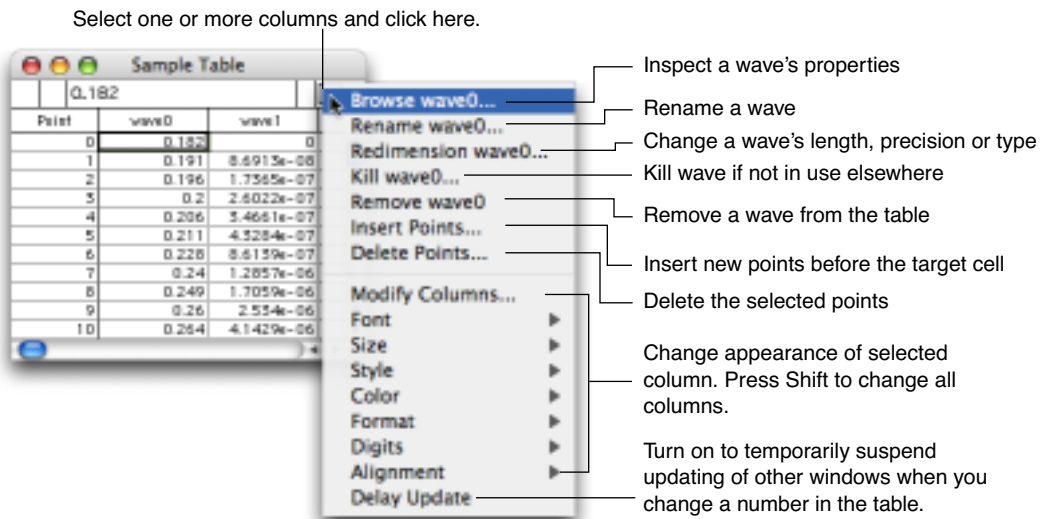 Select one or more columns and click here.
Sample Table
0.182
Point wave0 wave1
0 0.182 0
1 0.191 8.6913e-08
2 0.196 1.7365e-07
3 0.2 2.6022e-07
4 0.206 3.4661e-07
5 0.211 4.3284e-07
6 0.228 8.6139e-07
7 0.24 1.2857e-06
8 0.249 1.7059e-06
9 0.26 2.534e-06
10 0.264 4.1429e-06
Browse wave0...
Rename wave0...
Redimension wave0...
Kill wave0...
Remove wave0
Insert Points...
Delete Points...
Modify Columns...
Font
Size
Style
Color
Format
Digits
Alignment
Delay Update
Inspect a wave's properties
Rename a wave
Change a wave's length, precision or type
Kill wave if not in use elsewhere
Remove a wave from the table
Insert new points before the target cell
Delete the selected points
Change appearance of selected
column. Press Shift to change all
columns.
Turn on to temporarily suspend
updating of other windows when you
change a number in the table.